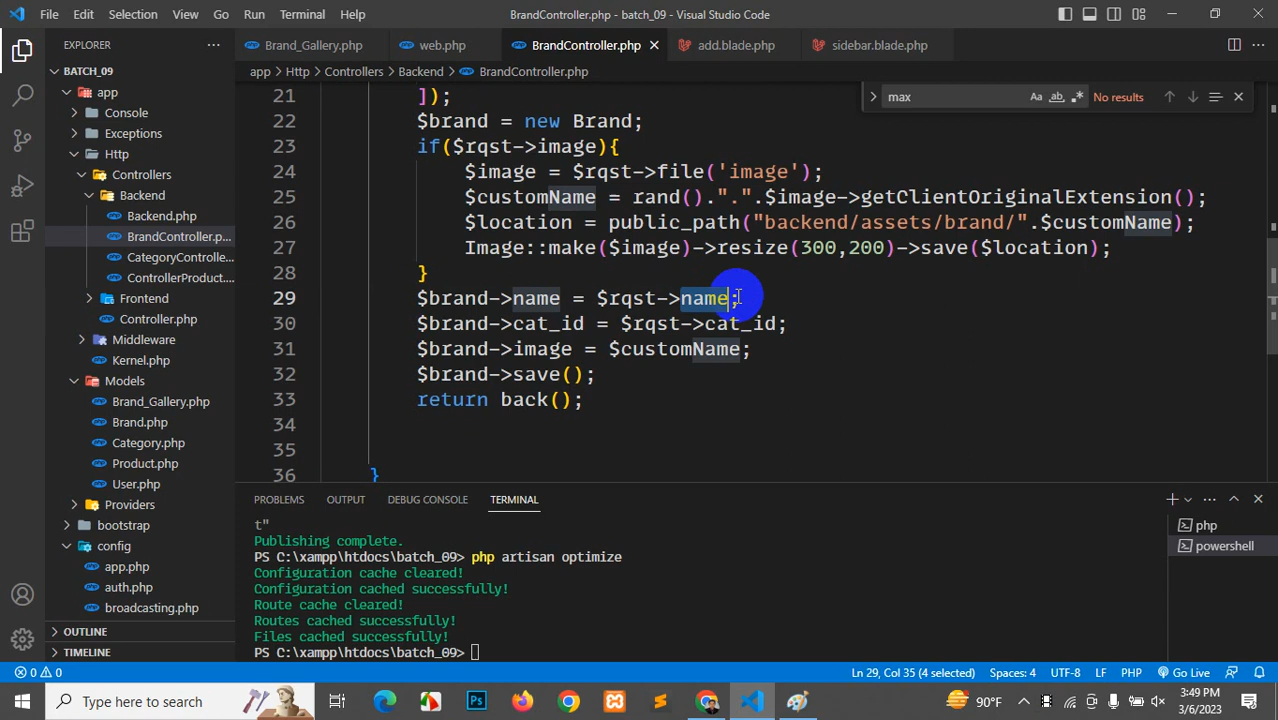 File Edit Selection View Go Run Terminal Help
BrandController.php - batch_09 - Visual Studio Code
EXPLORER
Brand_Gallery.php
web.php
BrandController.php
add.blade.php
sidebar.blade.php
BATCH_09
app > Http > Controllers > Backend > BrandController.php
max
Aa
ab
No results
app
Console
Exceptions
Http
Controllers
Backend
Backend.php
BrandController.p...
CategoryControlle...
ControllerProduct...
Frontend
Controller.php
Middleware
Kernel.php
Models
Brand_Gallery.php
Brand.php
Category.php
Product.php
User.php
Providers
bootstrap
config
app.php
auth.php
broadcasting.php
OUTLINE
TIMELINE
21 ]);
22 $brand = new Brand;
23 if($rqst->image){
24 $image = $rqst->file('image');
25 $customName = rand().".".$image->getClientOriginalExtension();
26 $location = public_path("backend/assets/brand/".$customName);
27 Image::make($image)->resize(300,200)->save($location);
28 }
29 $brand->name = $rqst->name;
30 $brand->cat_id = $rqst->cat_id;
31 $brand->image = $customName;
32 $brand->save();
33 return back();
34
35
36 }
PROBLEMS OUTPUT DEBUG CONSOLE TERMINAL
t"
Publishing complete.
PS C:\xampp\htdocs\batch_09> php artisan optimize
Configuration cache cleared!
Configuration cached successfully!
Route cache cleared!
Routes cached successfully!
Files cached successfully!
PS C:\xampp\htdocs\batch_09>
php
powershell
0 0
Ln 29, Col 35 (4 selected) Spaces: 4 UTF-8 LF PHP Go Live
Type here to search
Ps
90°F
3:49 PM
3/6/2023